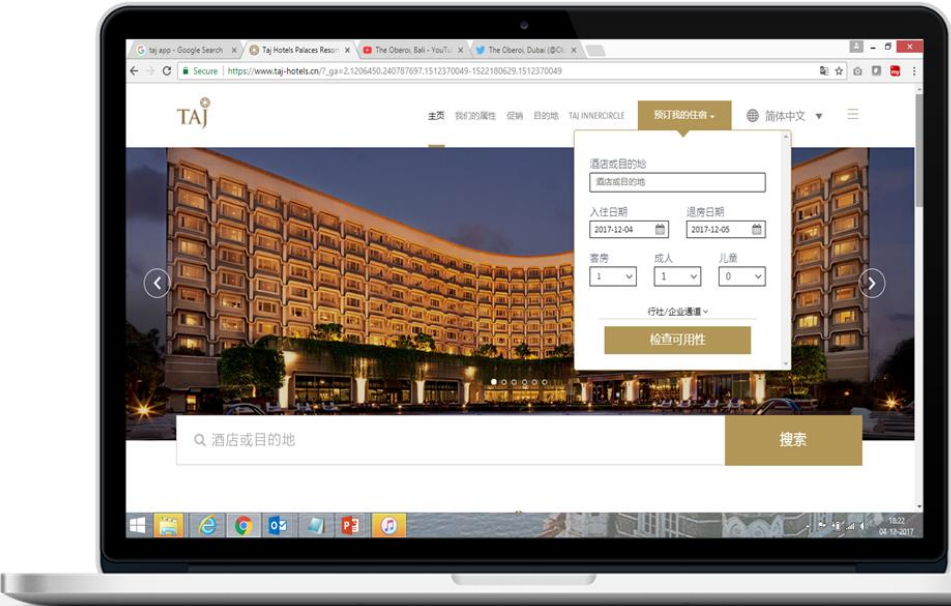 taj app - Google Search
Taj Hotels Palaces Resor
The Oberoi, Bali - YouTu
The Oberoi, Dubai (@Ob
Secure
https://www.taj-hotels.cn/?_ga=2.1206450.240787697.1512370049-1522180629.1512370049
TAJ
主页 我们的属性 促销 目的地 TAJ INNERCIRCLE 预订我的住宿 简体中文
酒店或目的地
酒店或目的地
入住日期 退房日期
2017-12-04 2017-12-05
客房 成人 儿童
1 1 0
行社/企业通道
检查可用性
酒店或目的地 搜索
18:22
04-12-2017